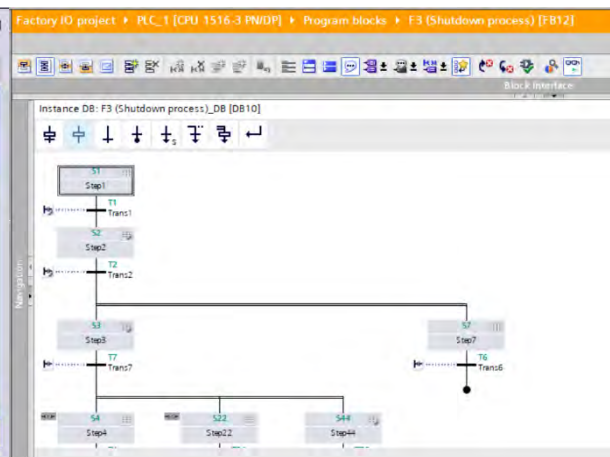 Factory IO project ▸ PLC_1 [CPU 1516-3 PN/DP] ▸ Program blocks ▸ F3 (Shutdown process) [FB12]
Block interface
Instance DB: F3 (Shutdown process)_DB [DB10]
Navigation
S1
Step1
T1
Trans1
S2
Step2
T2
Trans2
S3
Step3
S7
Step7
T7
Trans7
T6
Trans6
S4
Step4
S22
Step22
S44
Step44